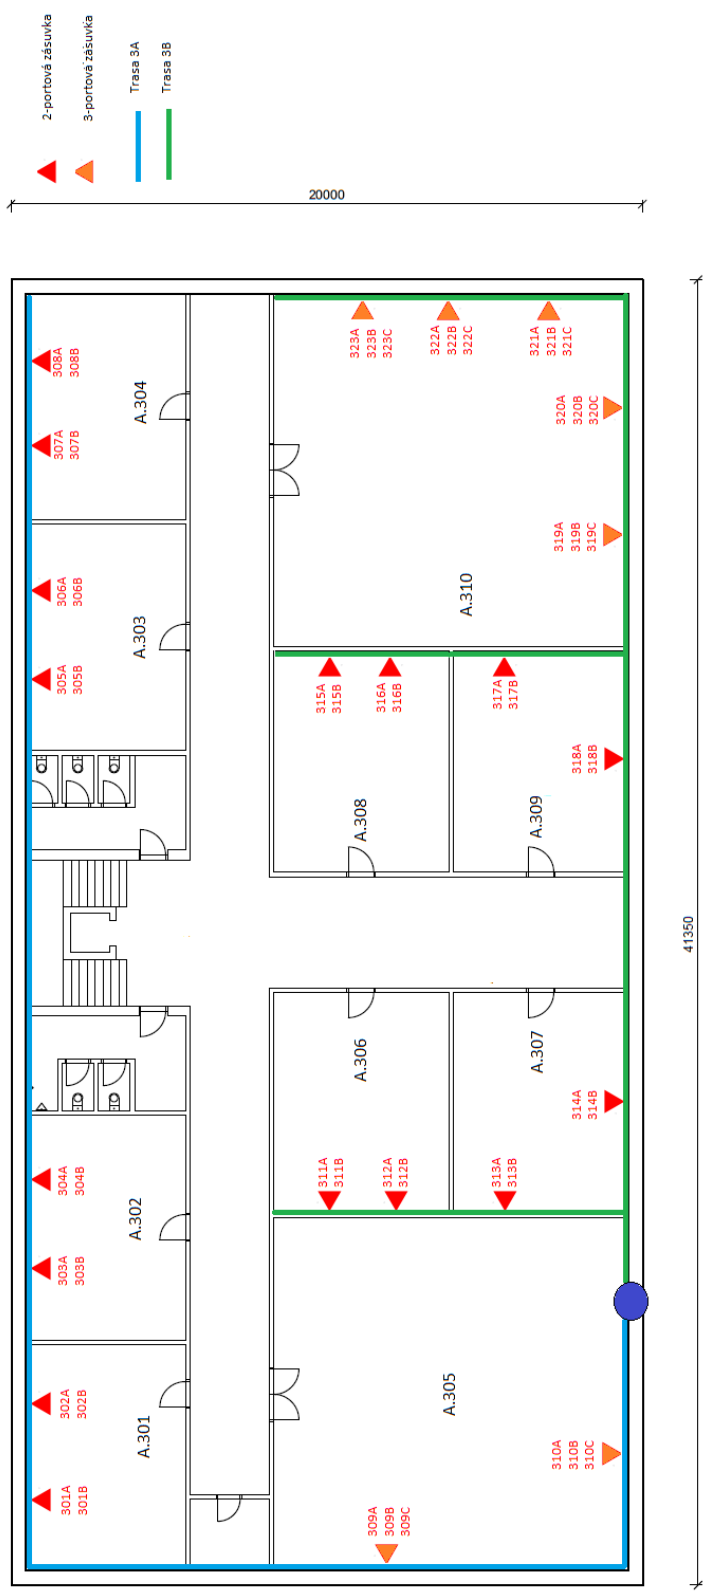 2-portová zásuvka
3-portová zásuvka
Trasa 3A
Trasa 3B
20000
41350
308A
308B
307A
307B
A.304
306A
306B
305A
305B
A.303
304A
304B
303A
303B
A.302
302A
302B
301A
301B
A.301
323A
323B
323C
322A
322B
322C
321A
321B
321C
320A
320B
320C
319A
319B
319C
A.310
315A
315B
316A
316B
A.308
317A
317B
318A
318B
A.309
A.306
311A
311B
312A
312B
A.307
314A
314B
313A
313B
A.305
310A
310B
310C
309A
309B
309C